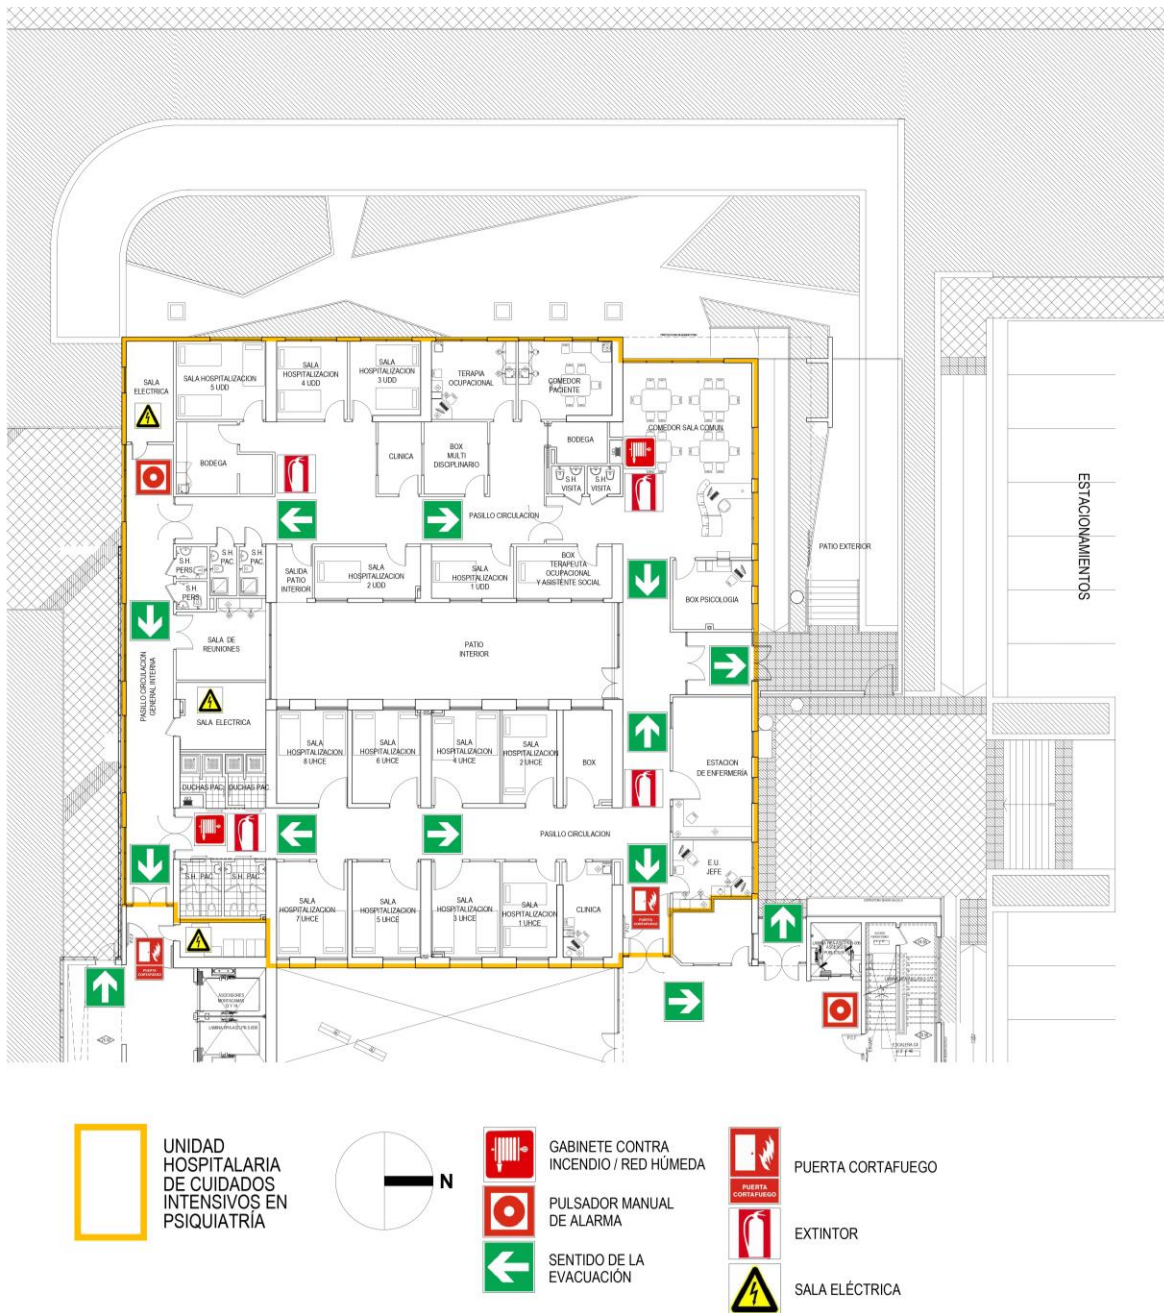 SALA
ELECTRICA
SALA HOSPITALIZACION
5 UDD
SALA
HOSPITALIZACION
4 UDD
SALA
HOSPITALIZACION
3 UDD
TERAPIA
OCUPACIONAL
COMEDOR
PACIENTE
COMEDOR SALA COMUN
BODEGA
CLINICA
BOX
MULTI
DISCIPLINARIO
BODEGA
S.H.
VISITA
S.H.
VISITA
PASILLO CIRCULACION
PATIO EXTERIOR
ESTACIONAMIENTOS
S.H.
PERS.
S.H.
PAC.
S.H.
PAC.
S.H.
PERS.
SALIDA
PATIO
INTERIOR
SALA
HOSPITALIZACION
2 UDD
SALA
HOSPITALIZACION
1 UDD
BOX
TERAPEUTA
OCUPACIONAL
Y ASISTENTE SOCIAL
BOX PSICOLOGIA
SALA DE
REUNIONES
PATIO
INTERIOR
PASILLO CIRCULACION
GENERAL INTERNA
SALA ELECTRICA
SALA
HOSPITALIZACION
8 UHCE
SALA
HOSPITALIZACION
6 UHCE
SALA
HOSPITALIZACION
4 UHCE
SALA
HOSPITALIZACION
2 UHCE
BOX
ESTACION
DE ENFERMERÍA
DUCHAS PAC.
DUCHAS PAC.
PASILLO CIRCULACION
S.H. PAC.
S.H. PAC.
SALA
HOSPITALIZACION
7UHCE
SALA
HOSPITALIZACION
5 UHCE
SALA
HOSPITALIZACION
3 UHCE
SALA
HOSPITALIZACION
1 UHCE
CLINICA
E.U.
JEFE
PUERTA
CORTAFUEGO
PUERTA
CORTAFUEGO
UNIDAD
HOSPITALARIA
DE CUIDADOS
INTENSIVOS EN
PSIQUIATRÍA
N
GABINETE CONTRA
INCENDIO / RED HÚMEDA
PULSADOR MANUAL
DE ALARMA
SENTIDO DE LA
EVACUACIÓN
PUERTA
CORTAFUEGO
PUERTA CORTAFUEGO
EXTINTOR
SALA ELÉCTRICA